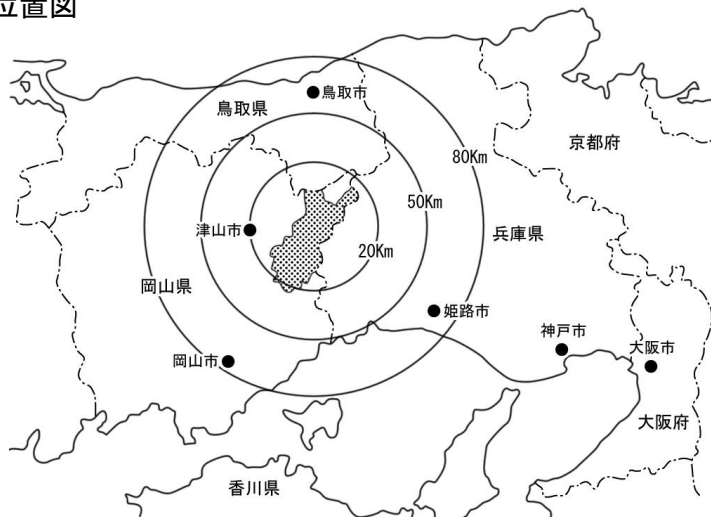 位置図
鳥取市
鳥取県
京都府
80Km
50Km
津山市
兵庫県
20Km
岡山県
姫路市
神戸市
大阪市
岡山市
大阪府
香川県